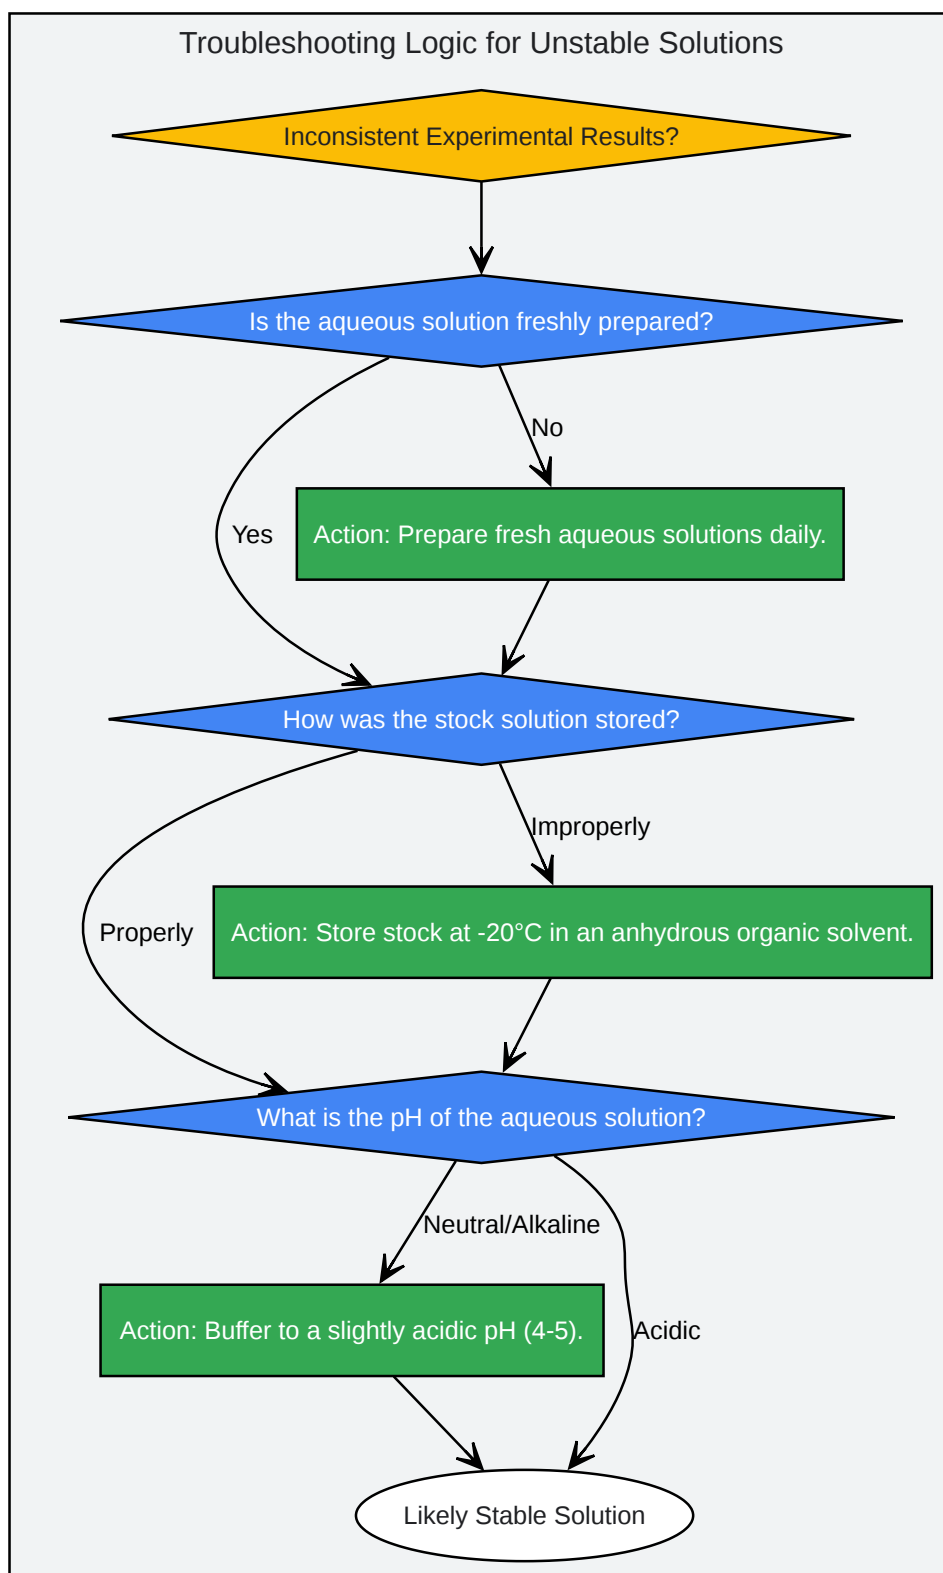 Troubleshooting Logic for Unstable Solutions
Inconsistent Experimental Results?
Is the aqueous solution freshly prepared?
No
Yes
Action: Prepare fresh aqueous solutions daily.
How was the stock solution stored?
Improperly
Properly
Action: Store stock at -20°C in an anhydrous organic solvent.
What is the pH of the aqueous solution?
Neutral/Alkaline
Action: Buffer to a slightly acidic pH (4-5).
Acidic
Likely Stable Solution